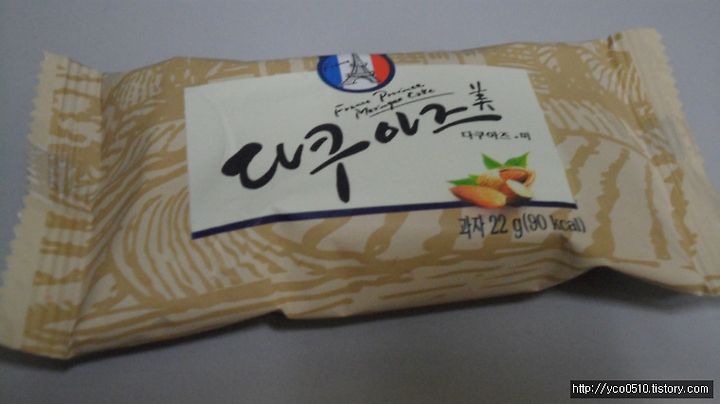 France Province
Meringue Cake
다쿠아즈
美
다쿠아즈.미
과자 22 g(90 kcal)
http://yco0510.tistory.com